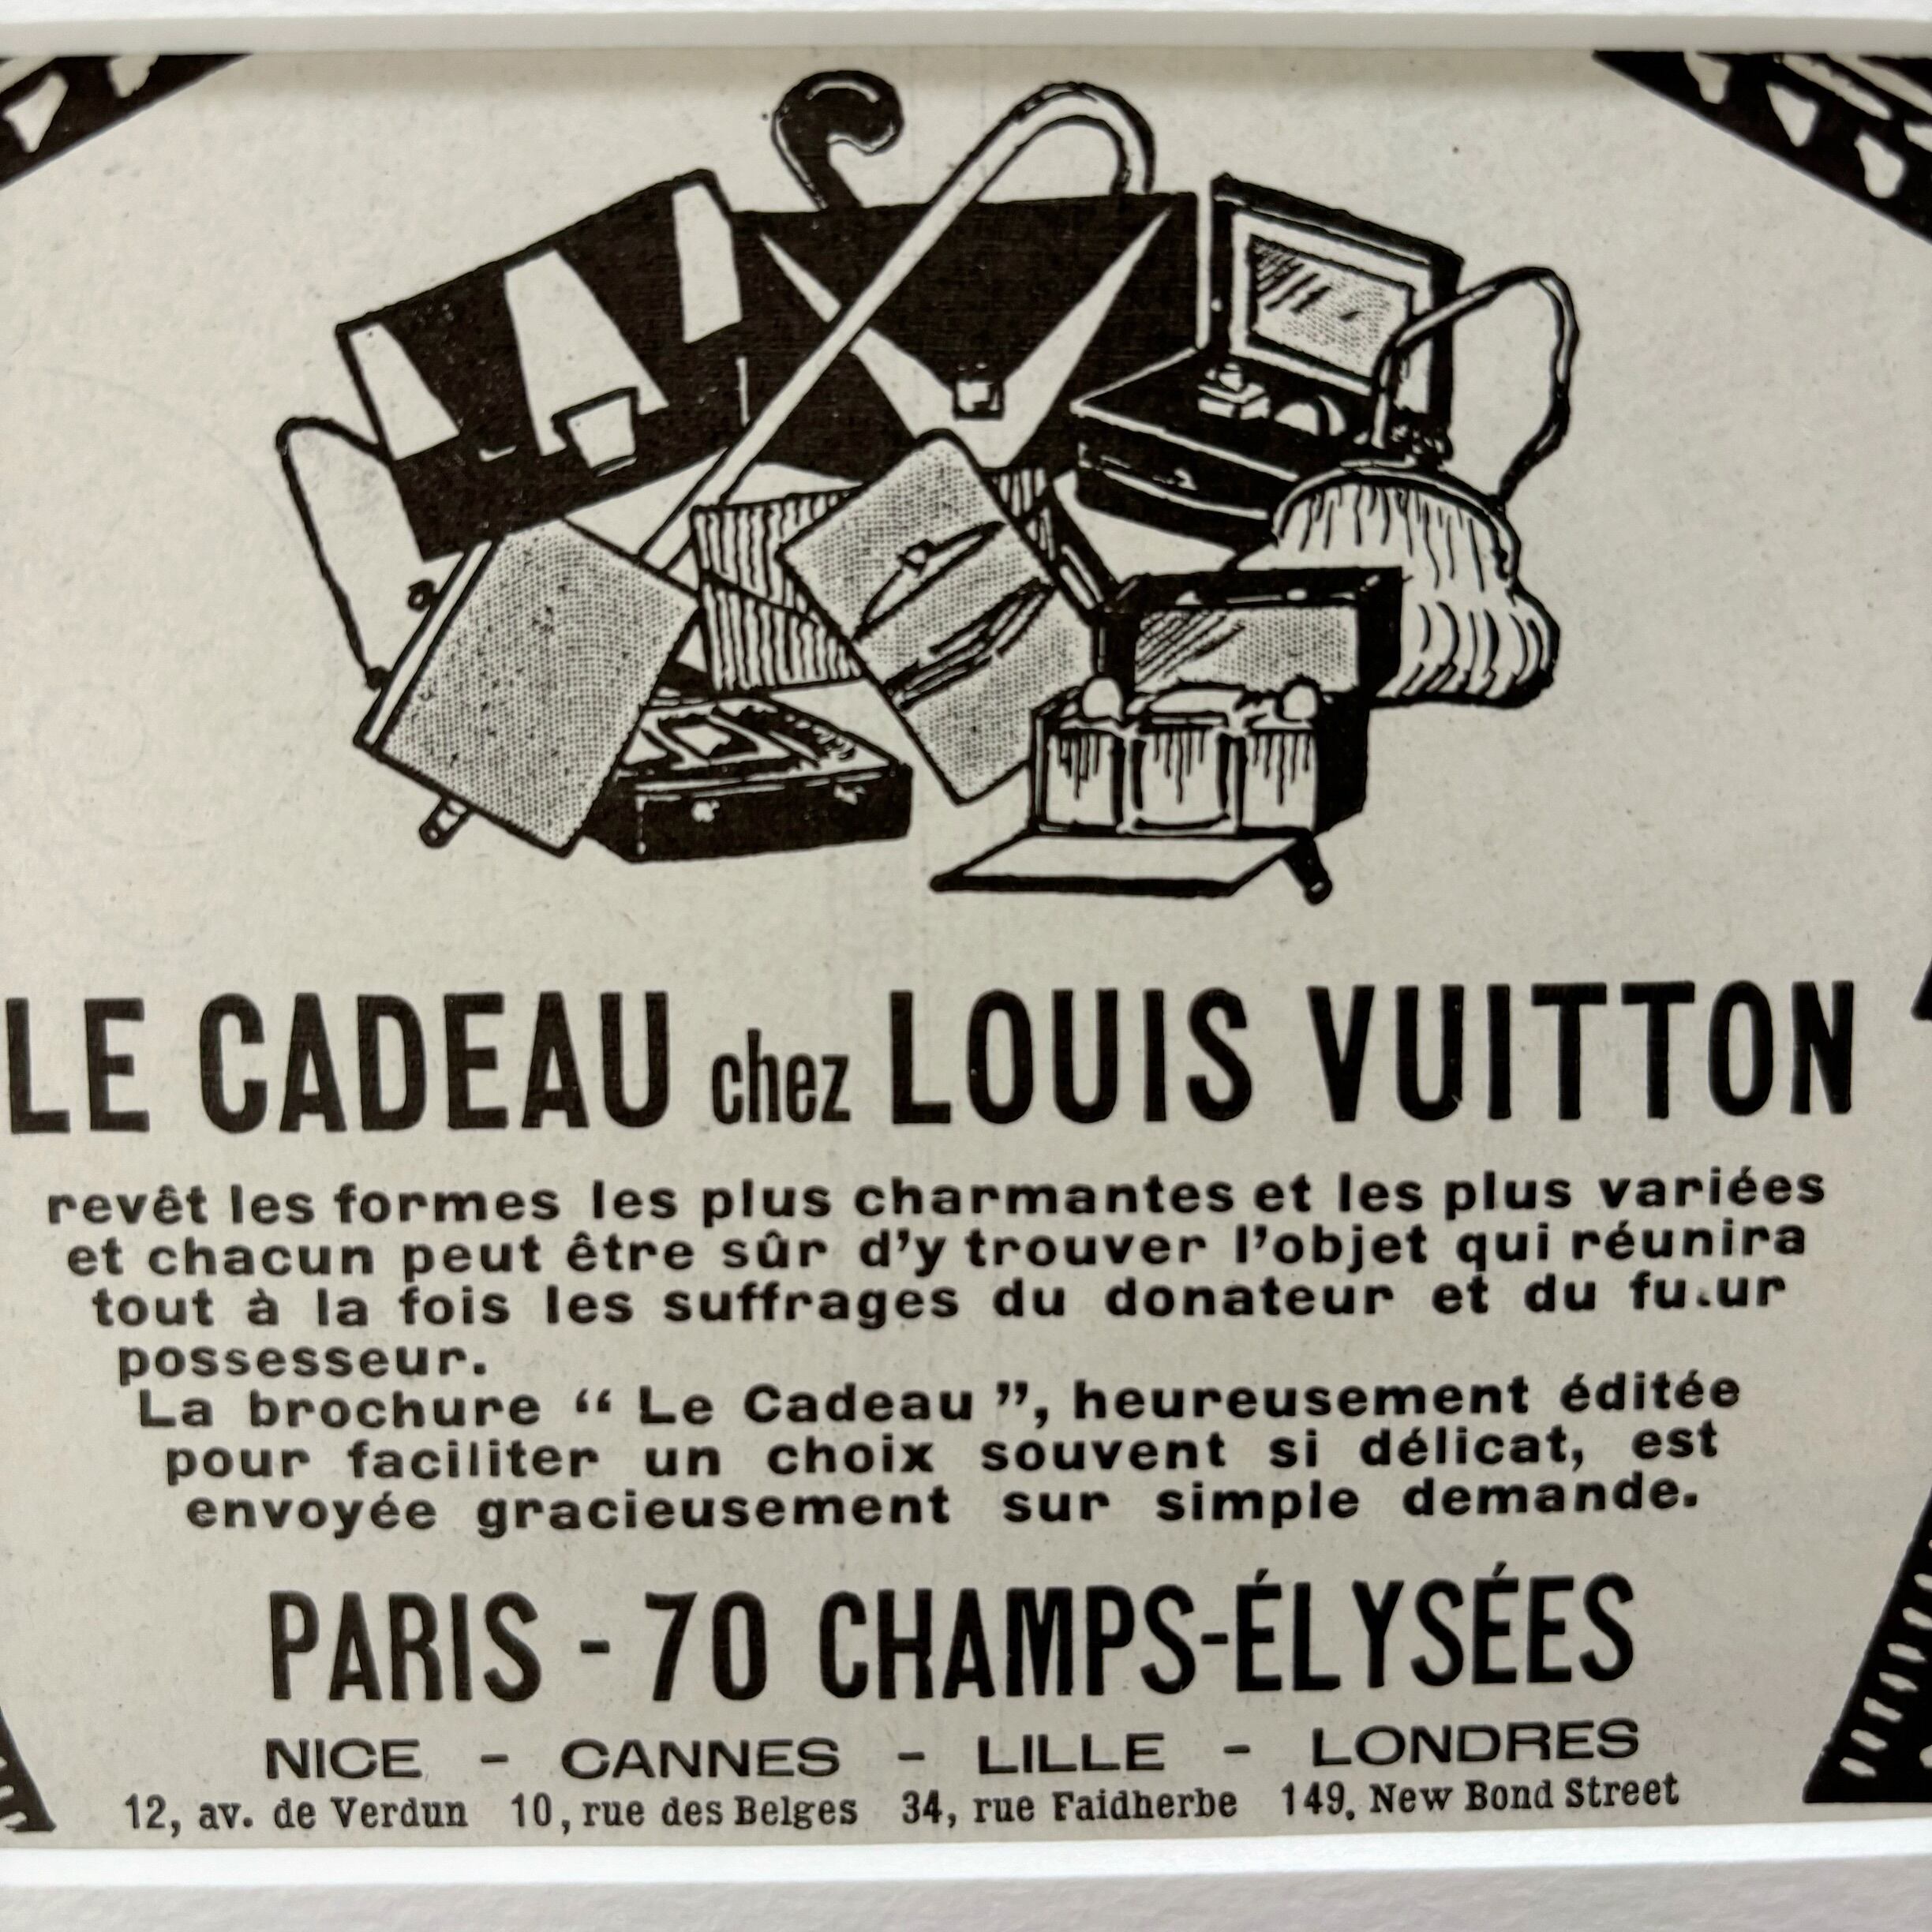 LE CADEAU chez LOUIS VUITTON
revêt les formes les plus charmantes et les plus variées
et chacun peut être sûr d'y trouver l'objet qui réunira
tout à la fois les suffrages du donateur et du fu.ur
possesseur.
La brochure “ Le Cadeau ”, heureusement éditée
pour faciliter un choix souvent si délicat, est
envoyée gracieusement sur simple demande.
PARIS - 70 CHAMPS-ÉLYSÉES
NICE - CANNES - LILLE - LONDRES
12, av. de Verdun 10, rue des Belges 34, rue Faidherbe 149, New Bond Street